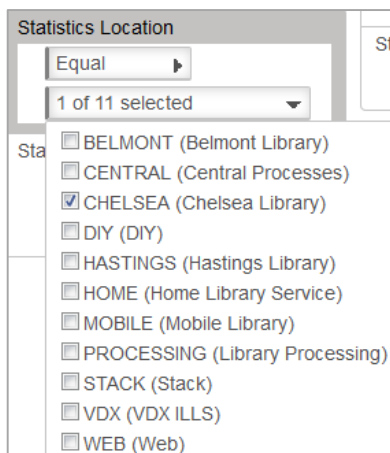 Statistics Location
St
Equal
1 of 11 selected
Sta
BELMONT (Belmont Library)
CENTRAL (Central Processes)
CHELSEA (Chelsea Library)
DIY (DIY)
HASTINGS (Hastings Library)
HOME (Home Library Service)
MOBILE (Mobile Library)
PROCESSING (Library Processing)
STACK (Stack)
VDX (VDX ILLS)
WEB (Web)